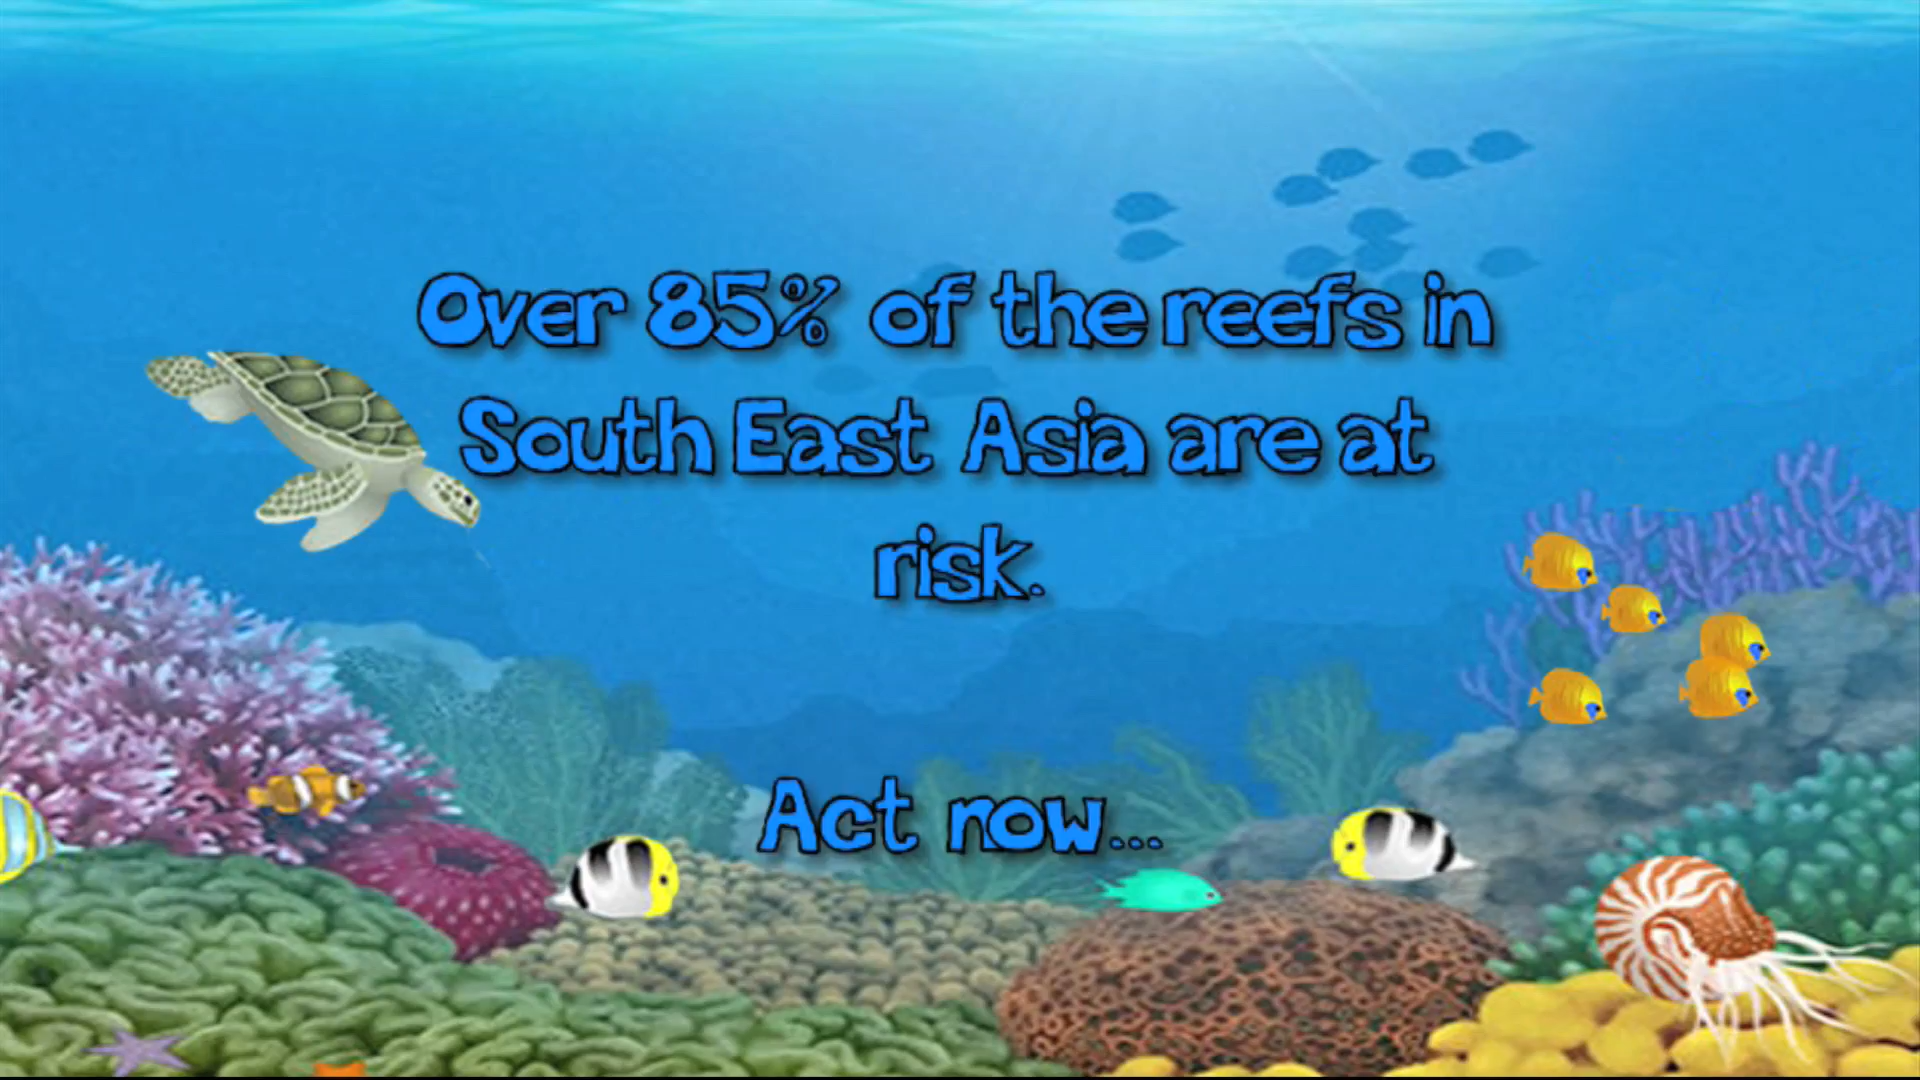 Over 85% of the reefs in
South East Asia are at
risk.
Act now...